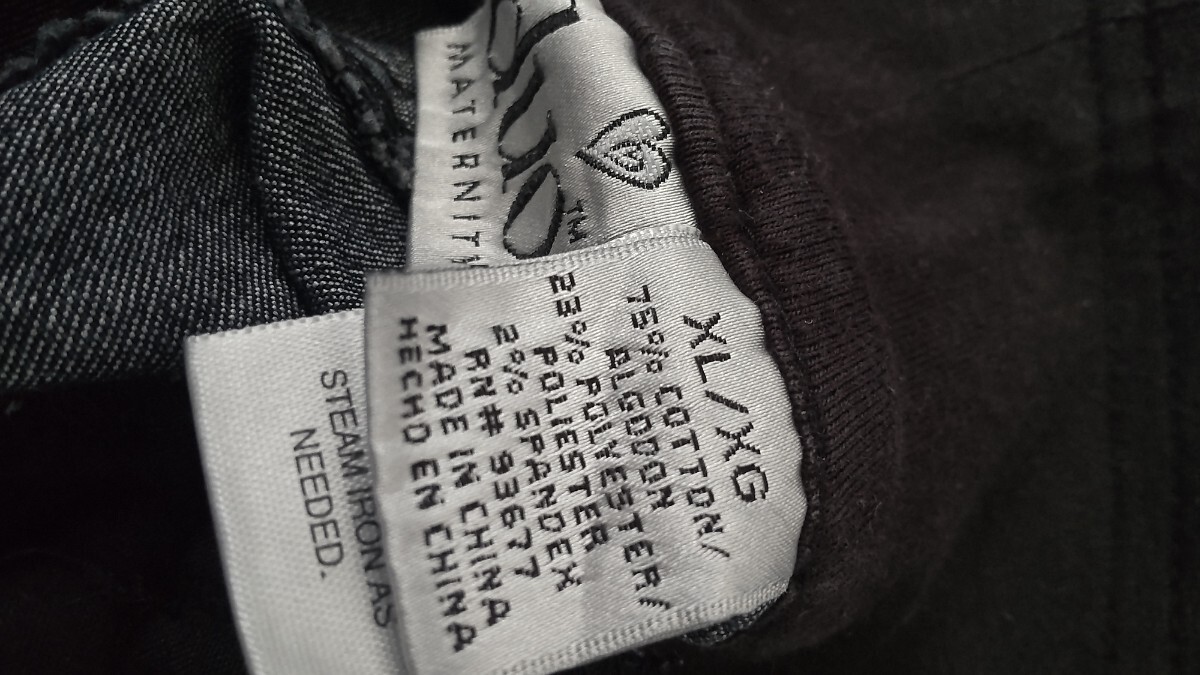 MATERNITY
TM
XL/XG
75% COTTON/
ALGODON
23% POLYESTER/
POLIESTER
2% SPANDEX
RN# 93677
MADE IN CHINA
HECHO EN CHINA
STEAM IRON AS
NEEDED.